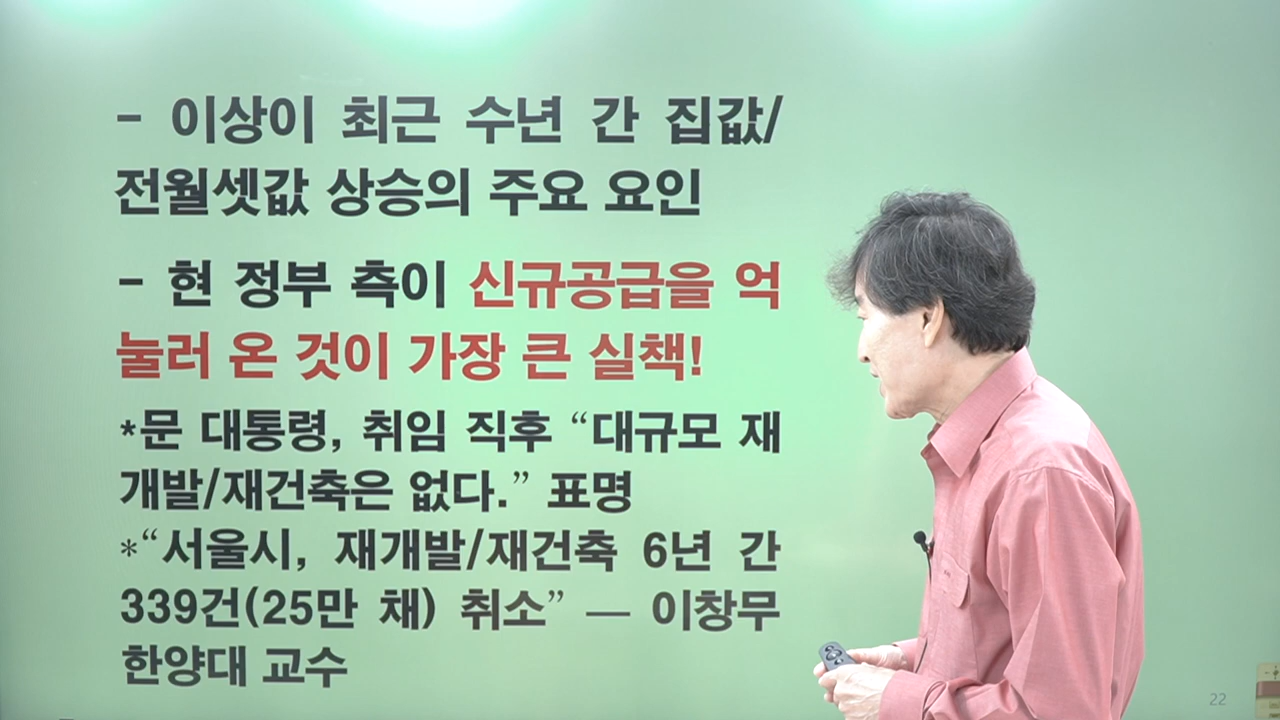 - 이상이 최근 수년 간 집값/
전월셋값 상승의 주요 요인
- 현 정부 측이 신규공급을 억
눌러 온 것이 가장 큰 실책!
*문 대통령, 취임 직후 “대규모 재
개발/재건축은 없다.” 표명
*“서울시, 재개발/재건축 6년 간
339건(25만 채) 취소” — 이창무
한양대 교수
22